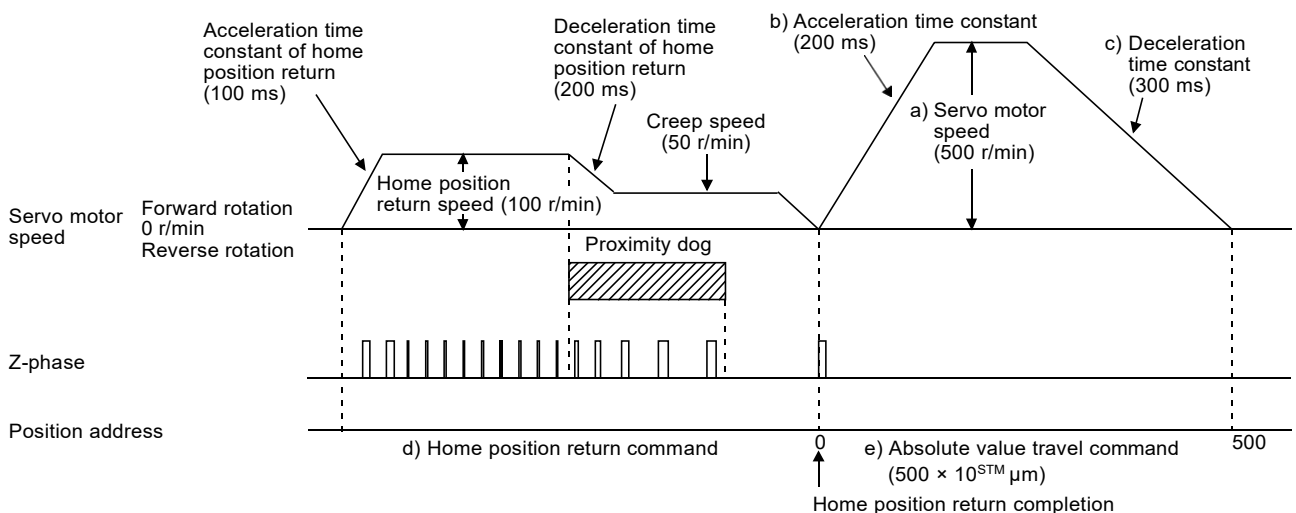 Acceleration time
constant of home
position return
(100 ms)
Deceleration time
constant of home
position return
(200 ms)
Creep speed
(50 r/min)
b) Acceleration time constant
(200 ms)
c) Deceleration
time constant
(300 ms)
a) Servo motor
speed
(500 r/min)
Home position
return speed (100 r/min)
Servo motor
speed
Forward rotation
0 r/min
Reverse rotation
Proximity dog
Z-phase
Position address
d) Home position return command
0
e) Absolute value travel command
(500 × 10STM μm)
500
Home position return completion